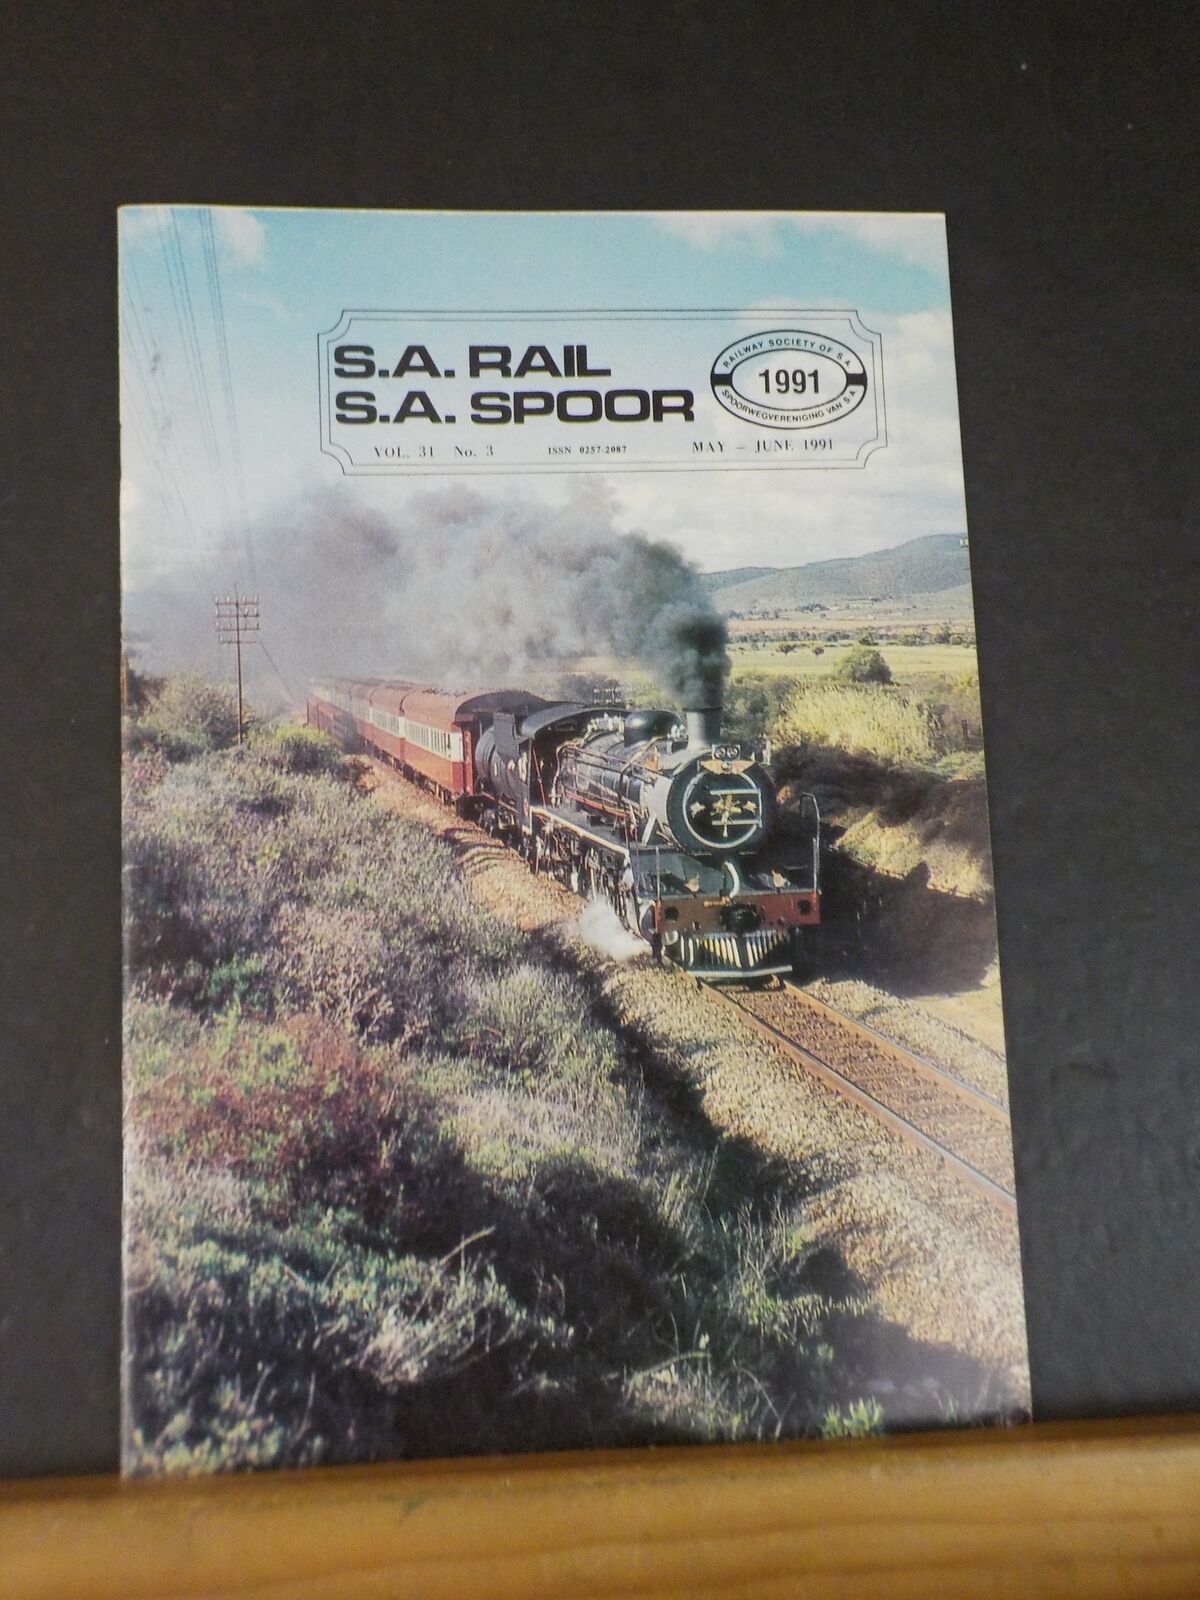 S.A. RAIL
S.A. SPOOR
RAILWAY SOCIETY OF S.A.
1991
SPOORWEGVERENIGING VAN S.A.
VOL. 31 No. 3 ISSN 0257-2087 MAY – JUNE 1991